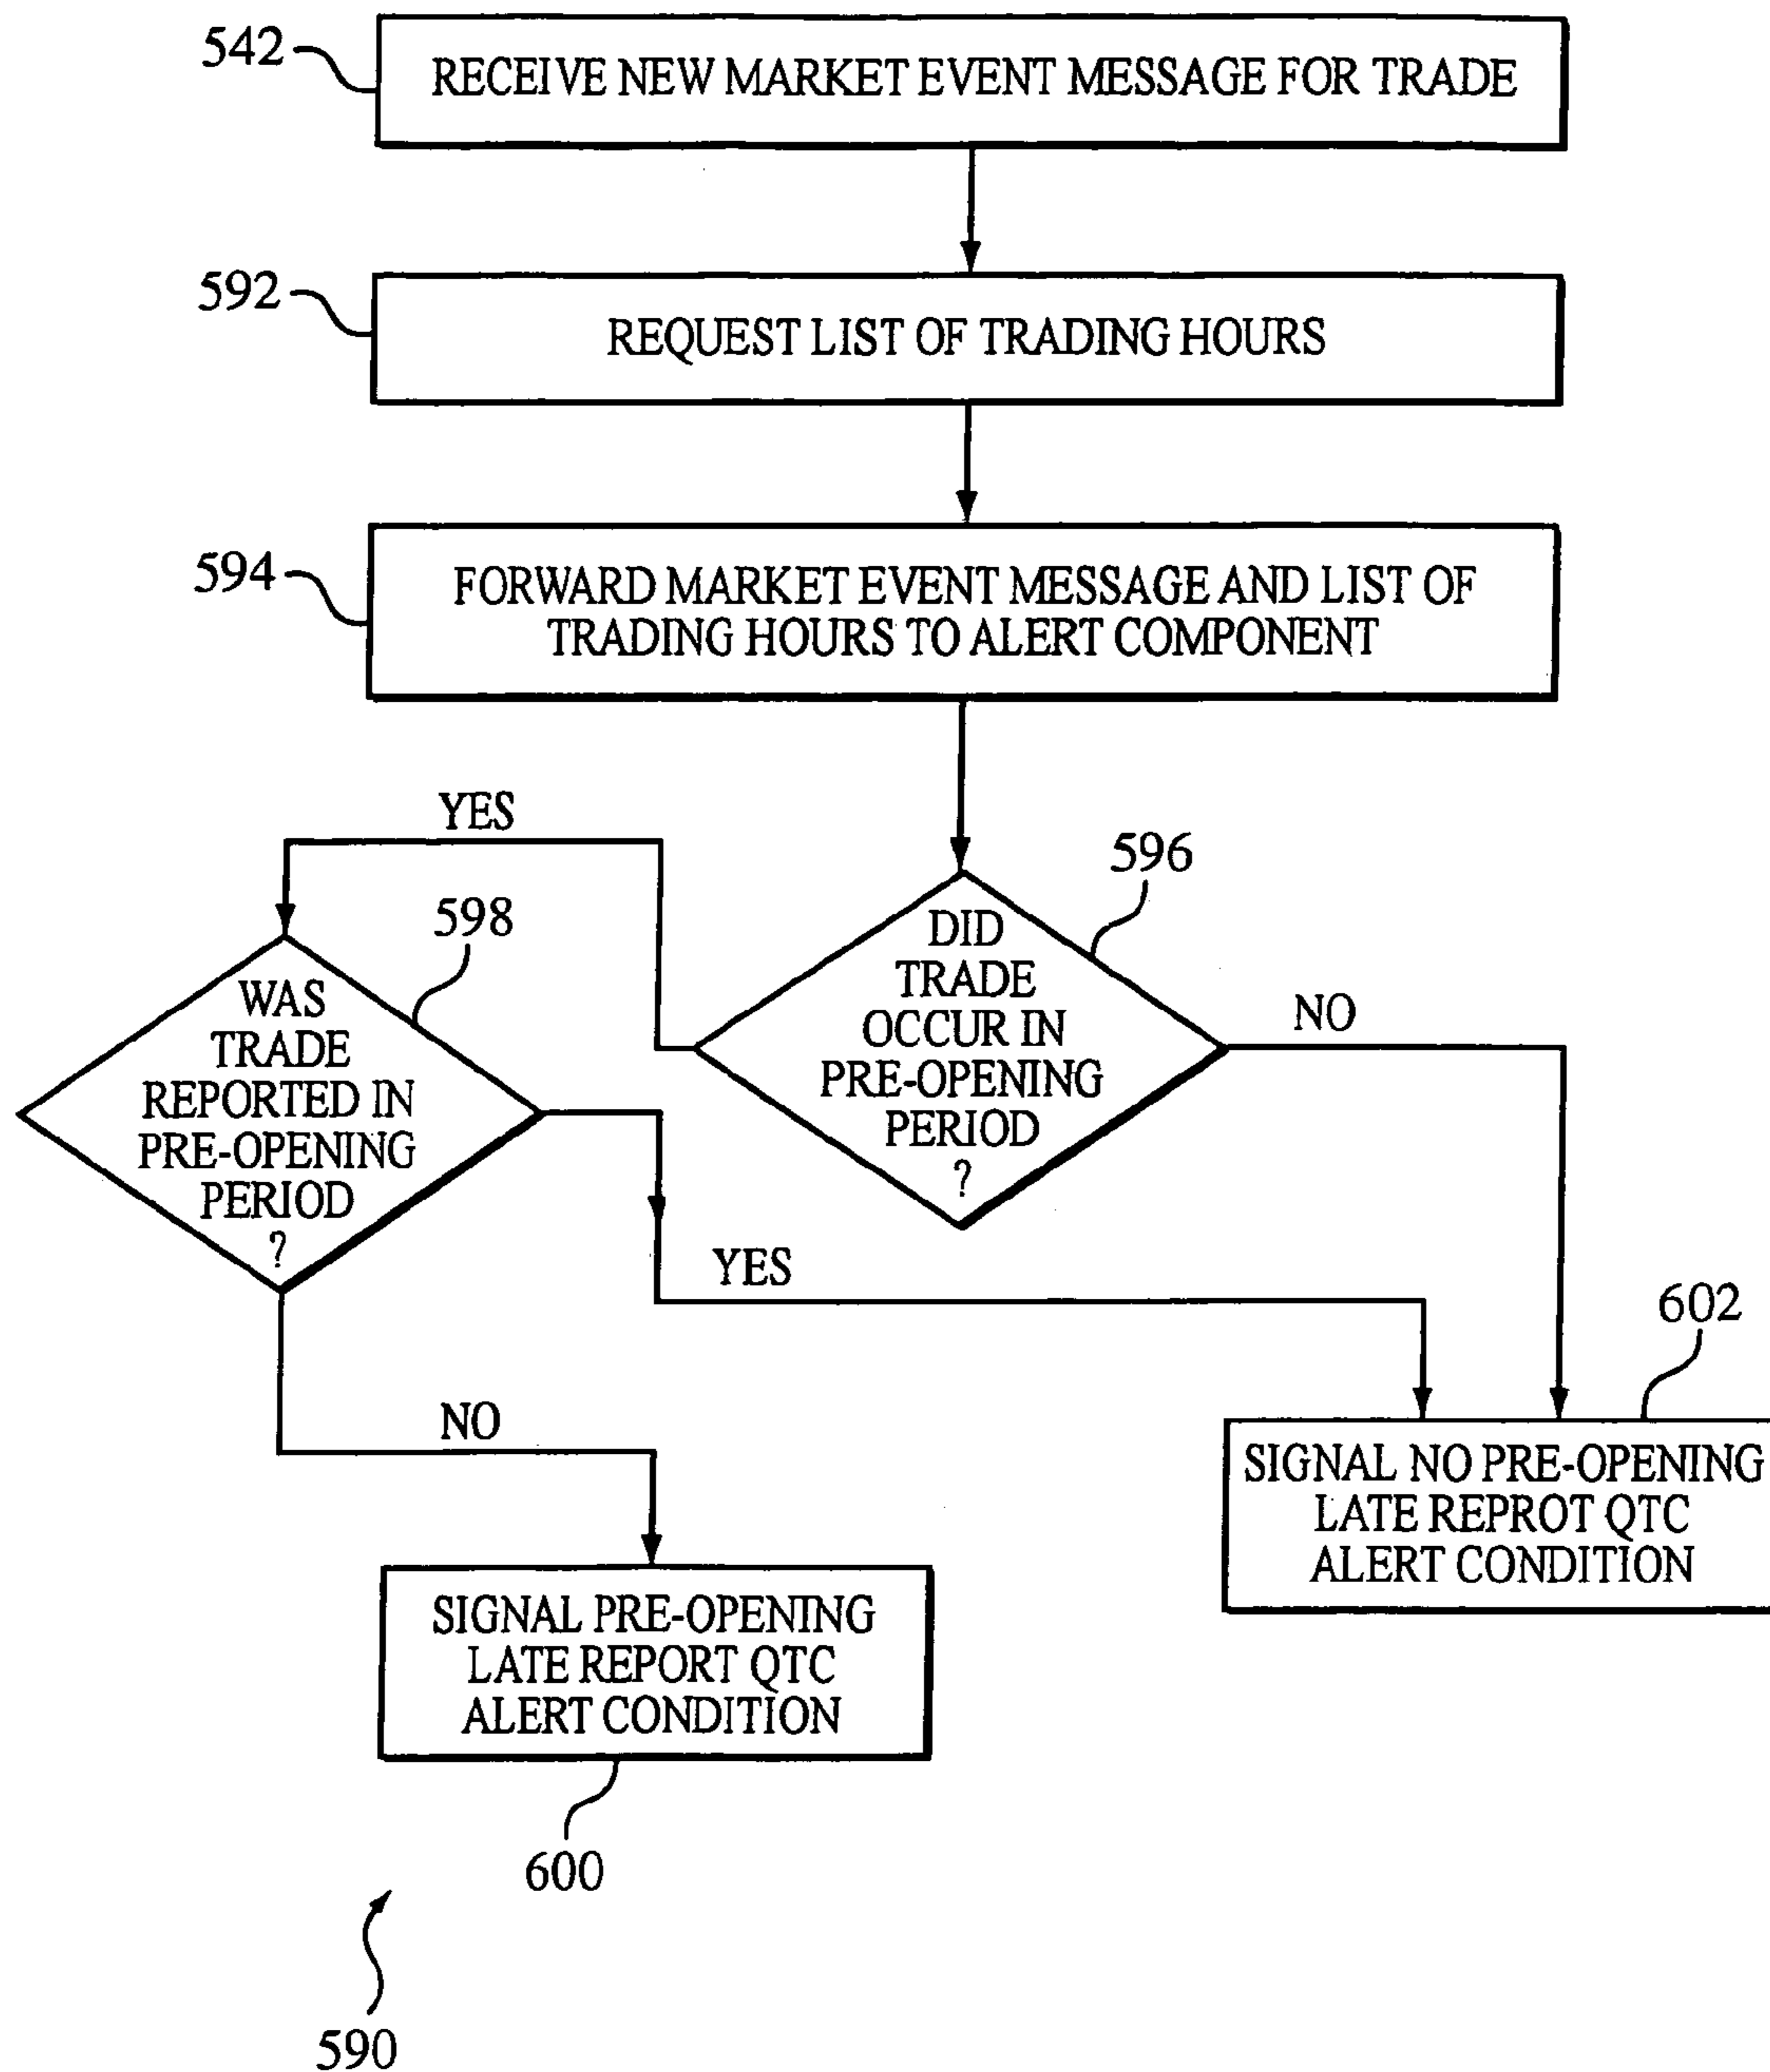 542
RECEIVE NEW MARKET EVENT MESSAGE FOR TRADE
592
REQUEST LIST OF TRADING HOURS
594
FORWARD MARKET EVENT MESSAGE AND LIST OF
TRADING HOURS TO ALERT COMPONENT
YES
596
598
DID
TRADE
OCCUR IN
PRE-OPENING
PERIOD
?
NO
WAS
TRADE
REPORTED IN
PRE-OPENING
PERIOD
?
YES
602
NO
SIGNAL NO PRE-OPENING
LATE REPROT QTC
ALERT CONDITION
SIGNAL PRE-OPENING
LATE REPORT QTC
ALERT CONDITION
600
590